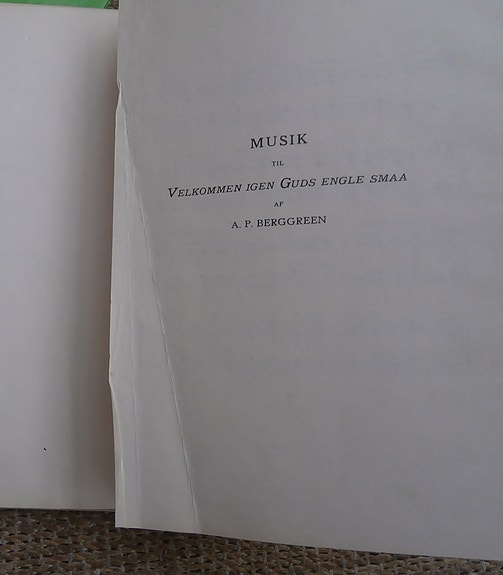 MUSIK
TIL
VELKOMMEN IGEN GUDS ENGLE SMAA
AF
A. P. BERGGREEN